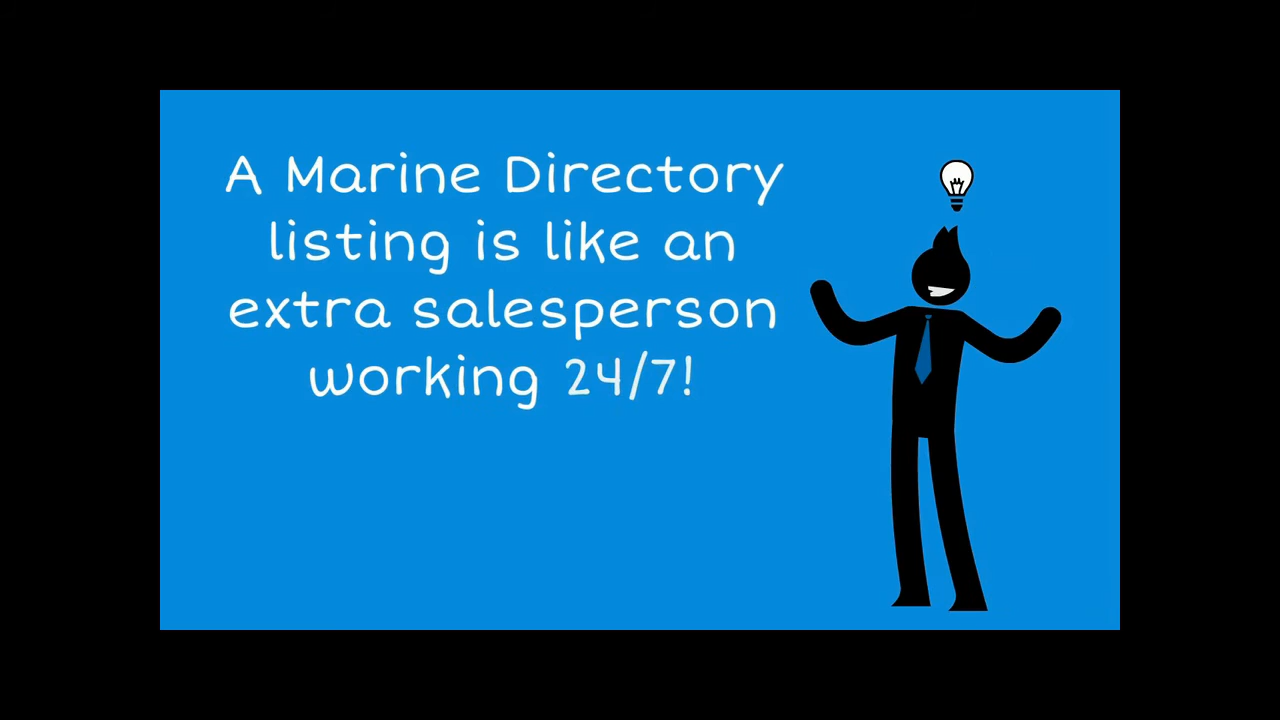 A Marine Directory
listing is like an
extra salesperson
working 24/7!